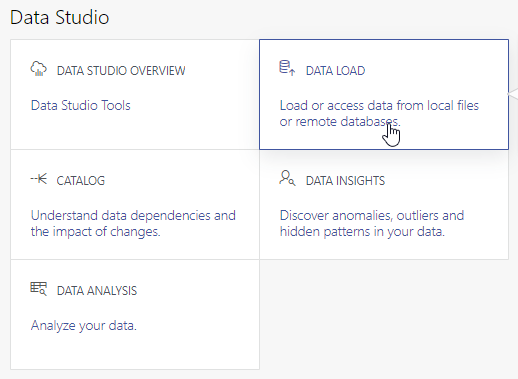 Data Studio
DATA STUDIO OVERVIEW
Data Studio Tools
DATA LOAD
Load or access data from local files
or remote databases.
CATALOG
Understand data dependencies and
the impact of changes.
DATA INSIGHTS
Discover anomalies, outliers and
hidden patterns in your data.
DATA ANALYSIS
Analyze your data.